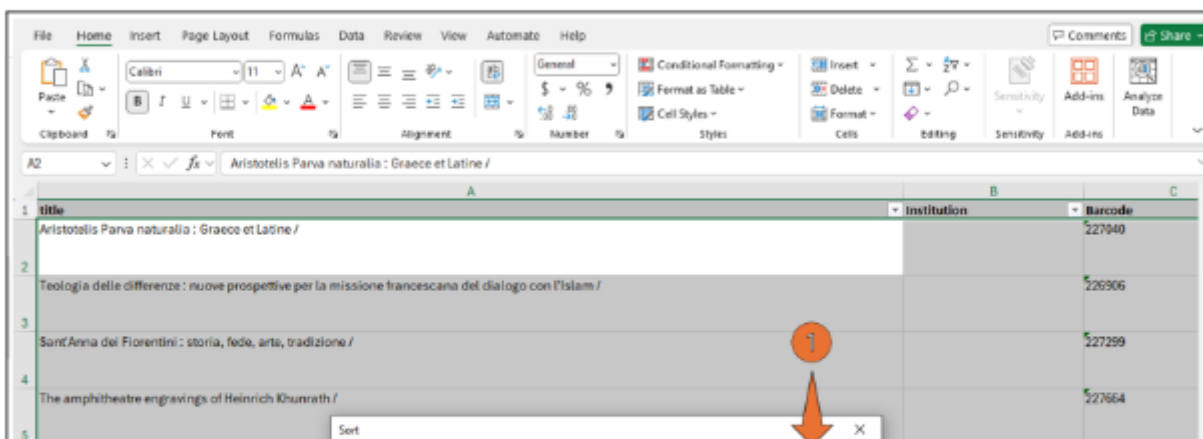 File Home Insert Page Layout Formulas Data Review View Automate Help Comments Share
Calibri 11 A A General Conditional Formatting Insert Σ
Paste B I U A $ % 9 Format as Table Delete Sensitivity Add-ins Analyze
Cell Styles Format Data
Clipboard Font Alignment Number Styles Cells Editing Sensitivity Add-ins
A2 fx Aristotelis Parva naturalia : Graece et Latine /
A B C
1 title Institution Barcode
2 Aristotelis Parva naturalia : Graece et Latine / 227040
3 Teologia delle differenze : nuove prospettive per la missione francescana del dialogo con l'Islam / 226906
4 Sant'Anna dei Fiorentini : storia, fede, arte, tradizione / 227299
5 The amphitheatre engravings of Heinrich Khunrath / 227664
1
Sort